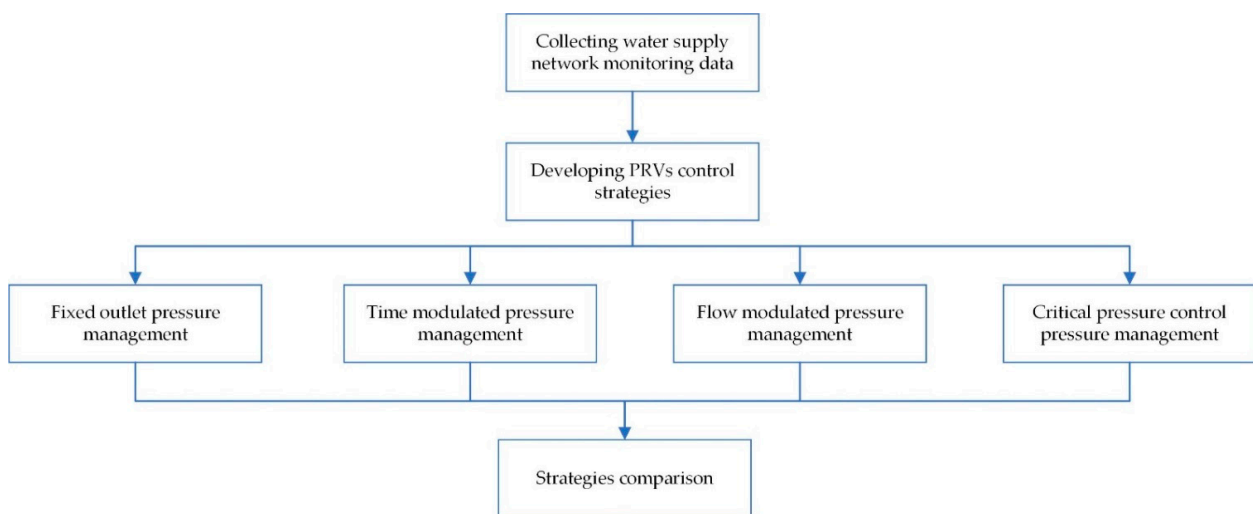 Collecting water supply
network monitoring data
Developing PRVs control
strategies
Fixed outlet pressure
management
Time modulated pressure
management
Flow modulated pressure
management
Critical pressure control
pressure management
Strategies comparison